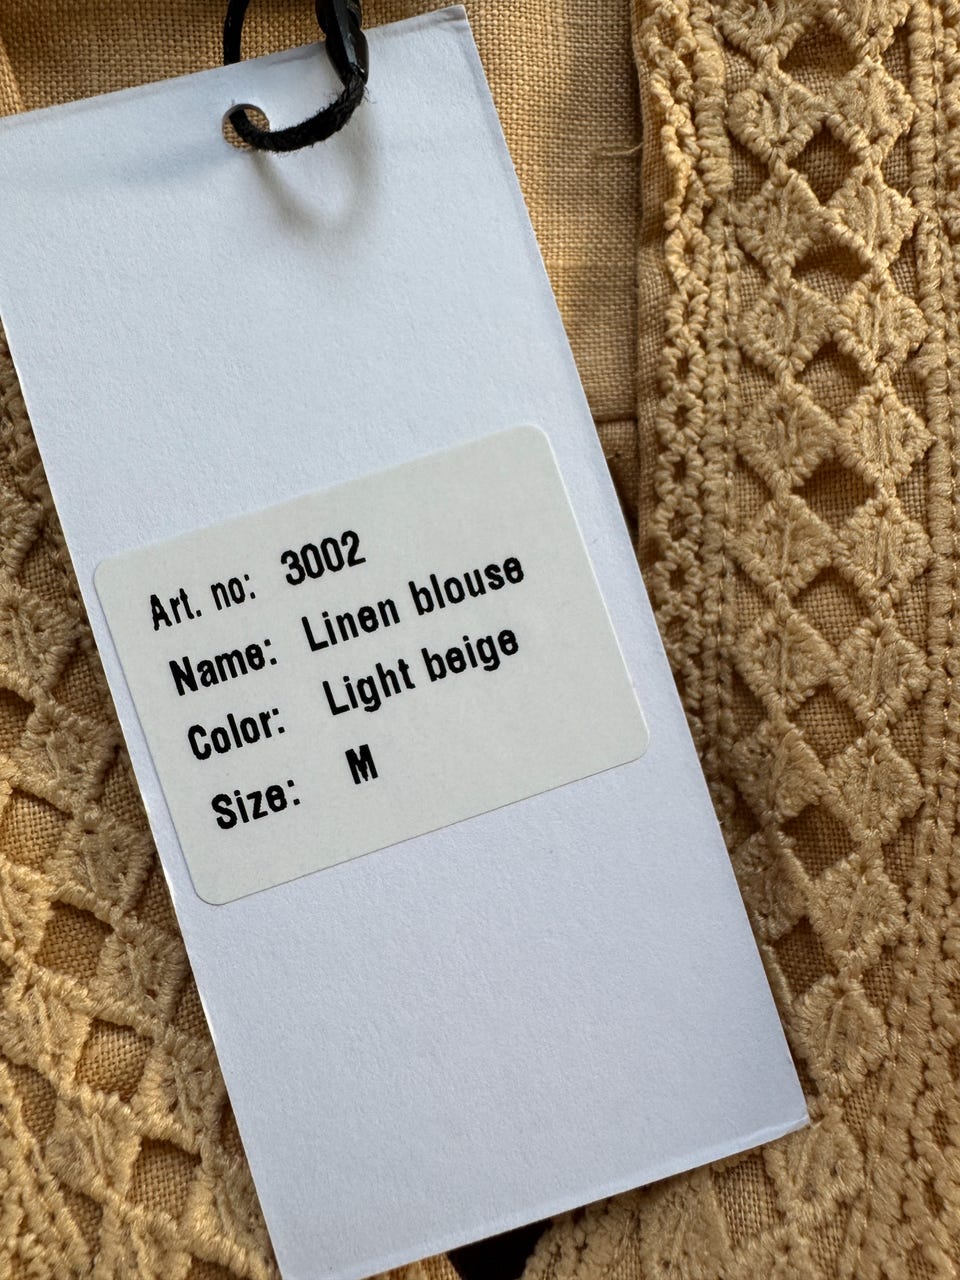 Art. no: 3002
Name: Linen blouse
Color: Light beige
Size: M